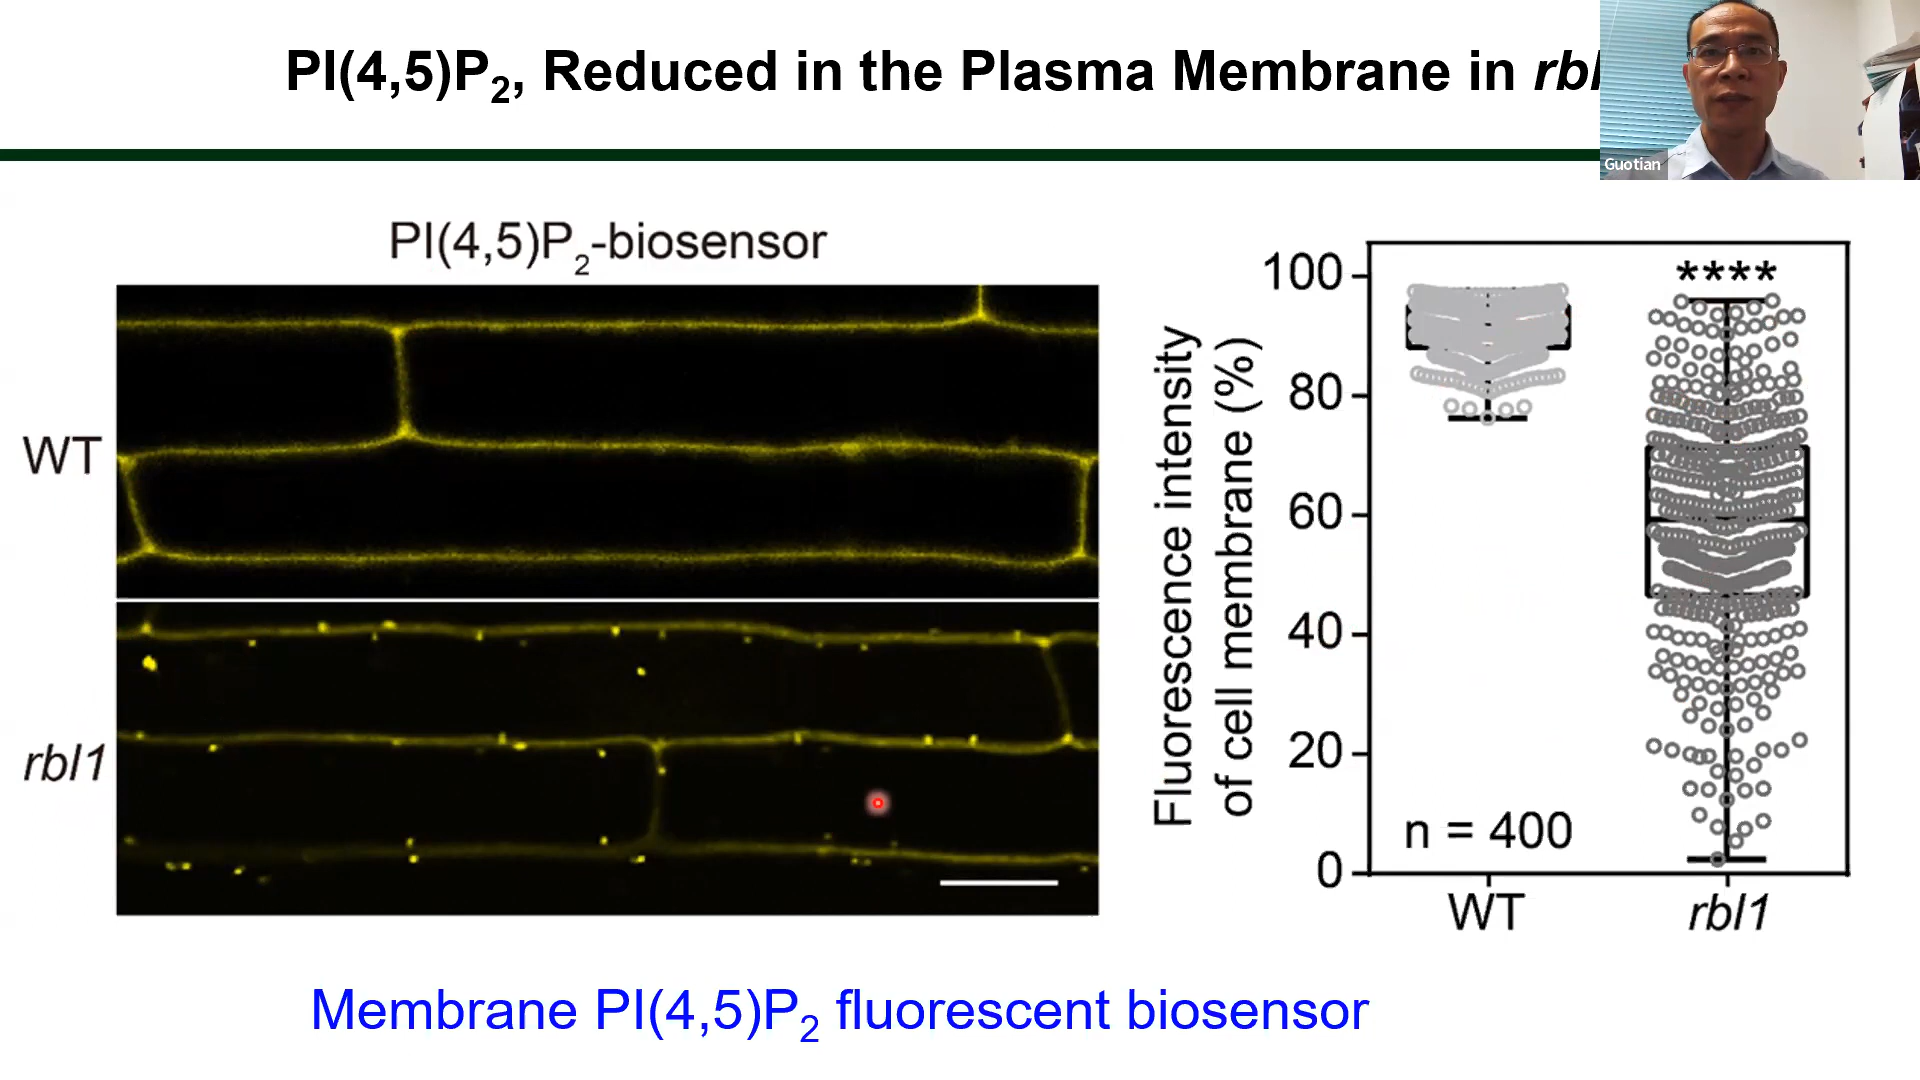 PI(4,5)P₂, Reduced in the Plasma Membrane in rbl
Guotian
PI(4,5)P₂-biosensor
WT
rbl1
Fluorescence intensity
of cell membrane (%)
100
80
60
40
20
0
****
n = 400
WT
rbl1
Membrane PI(4,5)P₂ fluorescent biosensor